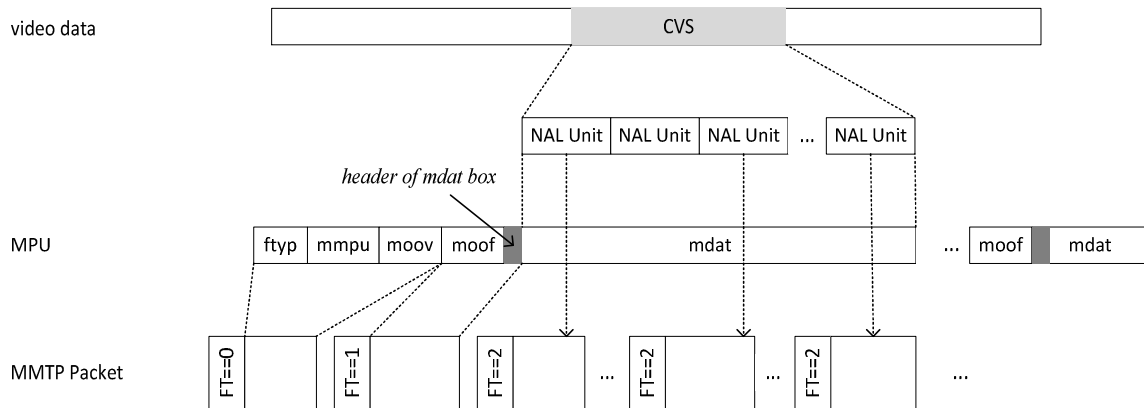 video data
CVS
NAL Unit NAL Unit NAL Unit ... NAL Unit
header of mdat box
MPU
ftyp mmpu moov moof mdat ... moof mdat
MMTP Packet
FT==0 FT==1 FT==2 ... FT==2 ... FT==2 ...